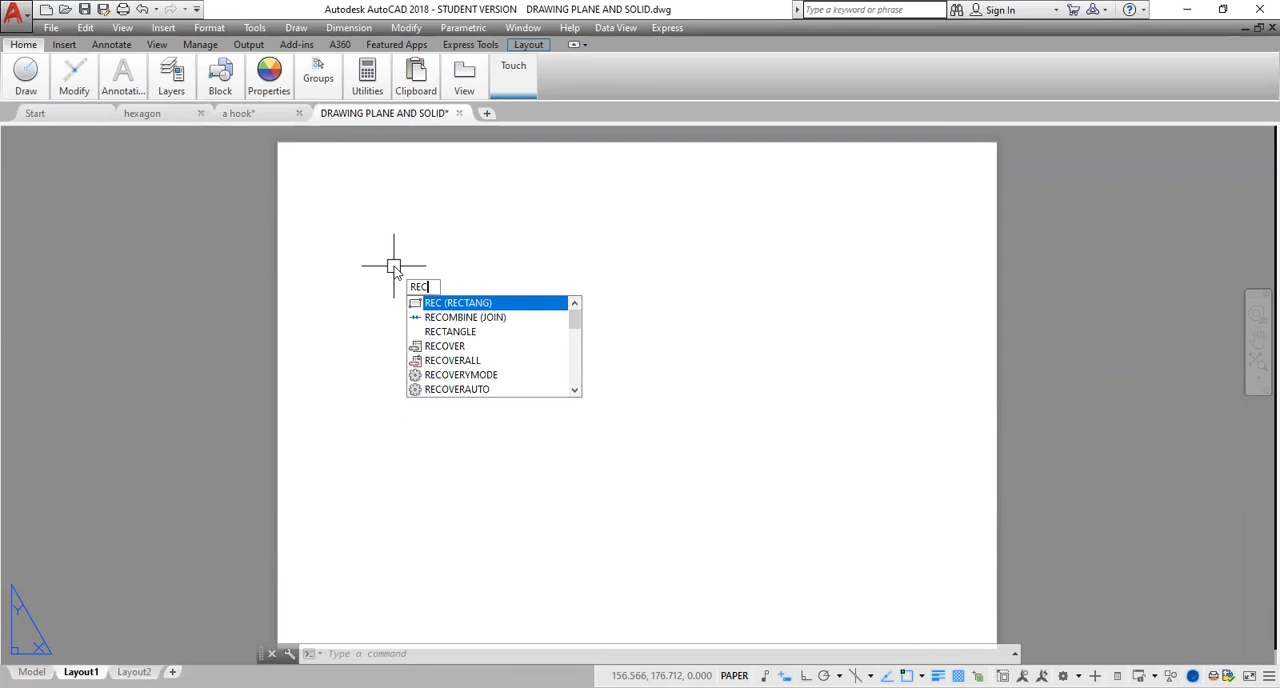 Autodesk AutoCAD 2018 - STUDENT VERSION DRAWING PLANE AND SOLID.dwg Type a keyword or phrase Sign In
File Edit View Insert Format Tools Draw Dimension Modify Parametric Window Help Data View Express
Home Insert Annotate View Manage Output Add-ins A360 Featured Apps Express Tools Layout
Draw Modify Annotati... Layers Block Properties Groups Utilities Clipboard View Touch
Start hexagon a hook* DRAWING PLANE AND SOLID*
REC
REC (RECTANG)
RECOMBINE (JOIN)
RECTANGLE
RECOVER
RECOVERALL
RECOVERYMODE
RECOVERAUTO
Y
X
Type a command
Model Layout1 Layout2 156.566, 176.712, 0.000 PAPER